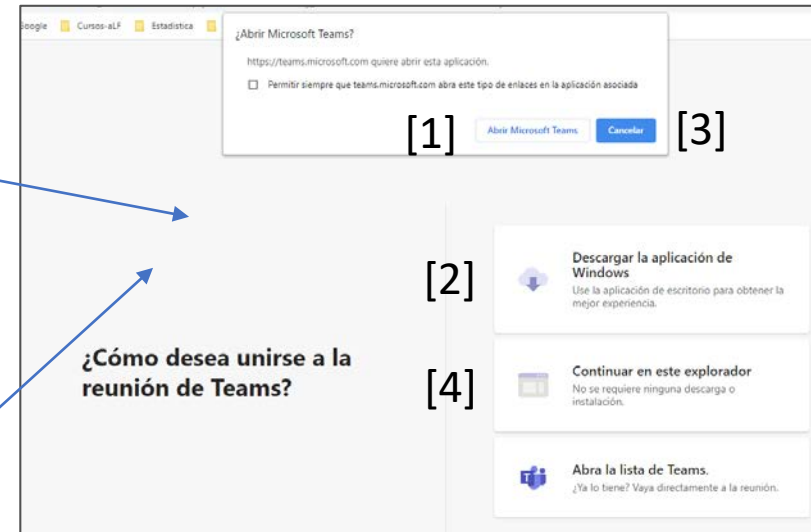 Google Cursos-aLF Estadística
¿Abrir Microsoft Teams?
https://teams.microsoft.com quiere abrir esta aplicación.
Permitir siempre que teams.microsoft.com abra este tipo de enlaces en la aplicación asociada
[1] Abrir Microsoft Teams Cancelar [3]
[2] Descargar la aplicación de
Windows
Use la aplicación de escritorio para obtener la
mejor experiencia.
¿Cómo desea unirse a la
reunión de Teams?
[4] Continuar en este explorador
No se requiere ninguna descarga o
instalación.
Abra la lista de Teams.
¿Ya lo tiene? Vaya directamente a la reunión.